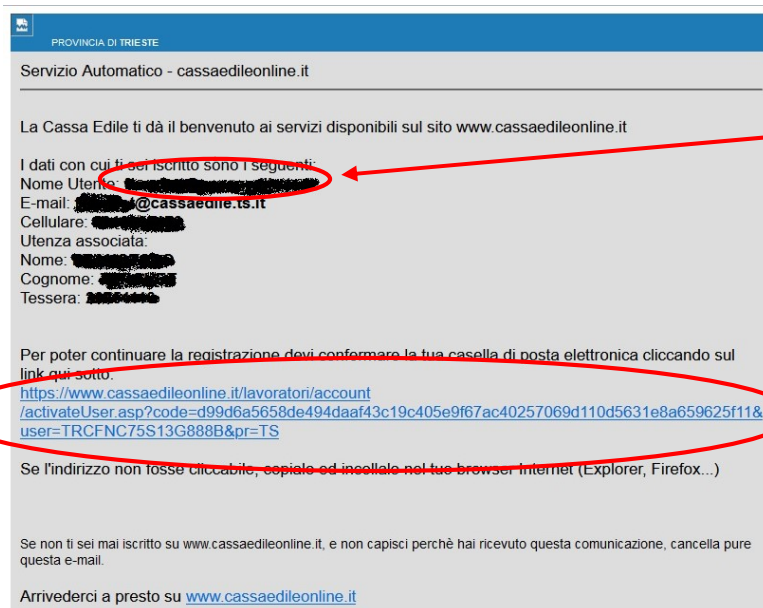 PROVINCIA DI TRIESTE
Servizio Automatico - cassaedileonline.it
La Cassa Edile ti dà il benvenuto ai servizi disponibili sul sito www.cassaedileonline.it
I dati con cui ti sei iscritto sono i seguenti:
Nome Utente:
E-mail: @cassaedile.ts.it
Cellulare:
Utenza associata:
Nome:
Cognome:
Tessera:
Per poter continuare la registrazione devi confermare la tua casella di posta elettronica cliccando sul
link qui sotto:
https://www.cassaedileonline.it/lavoratori/account
/activateUser.asp?code=d99d6a5658de494daaf43c19c405e9f67ac40257069d110d5631e8a659625f11&
user=TRCFNC75S13G888B&pr=TS
Se l'indirizzo non fosse cliccabile, copiale ed incollalo nel tuo browser Internet (Explorer, Firefox...)
Se non ti sei mai iscritto su www.cassaedileonline.it, e non capisci perchè hai ricevuto questa comunicazione, cancella pure
questa e-mail.
Arrivederci a presto su www.cassaedileonline.it